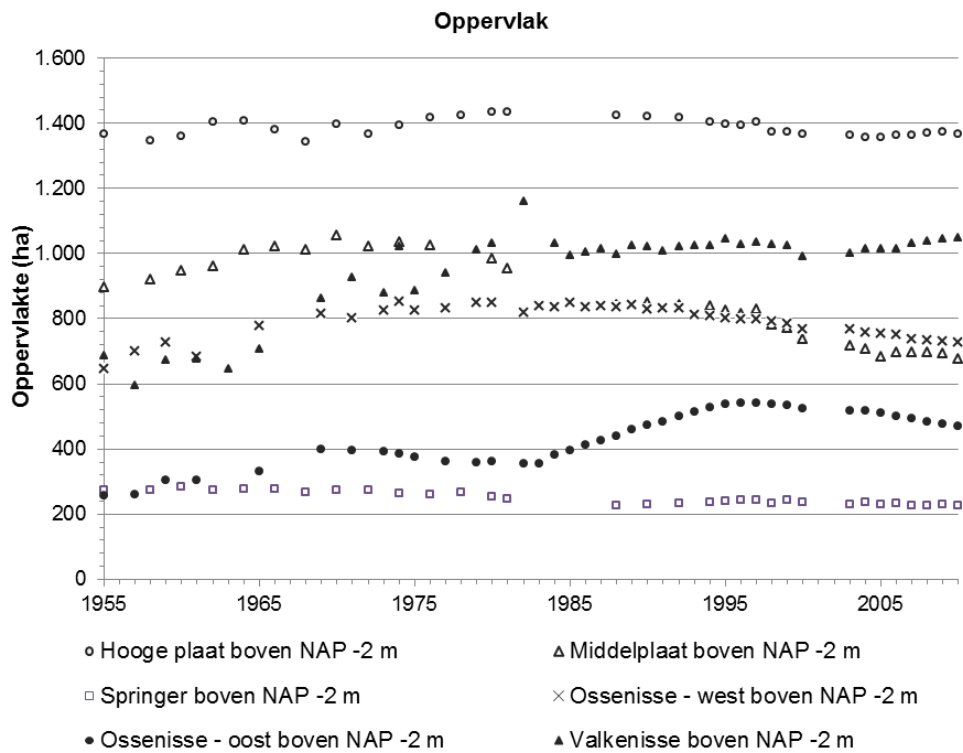 Oppervlak
Oppervlakte (ha)
1.600
1.400
1.200
1.000
800
600
400
200
0
1955 1965 1975 1985 1995 2005
Hooge plaat boven NAP -2 m Middelplaat boven NAP -2 m
Springer boven NAP -2 m Ossenisse - west boven NAP -2 m
Ossenisse - oost boven NAP -2 m Valkenisse boven NAP -2 m